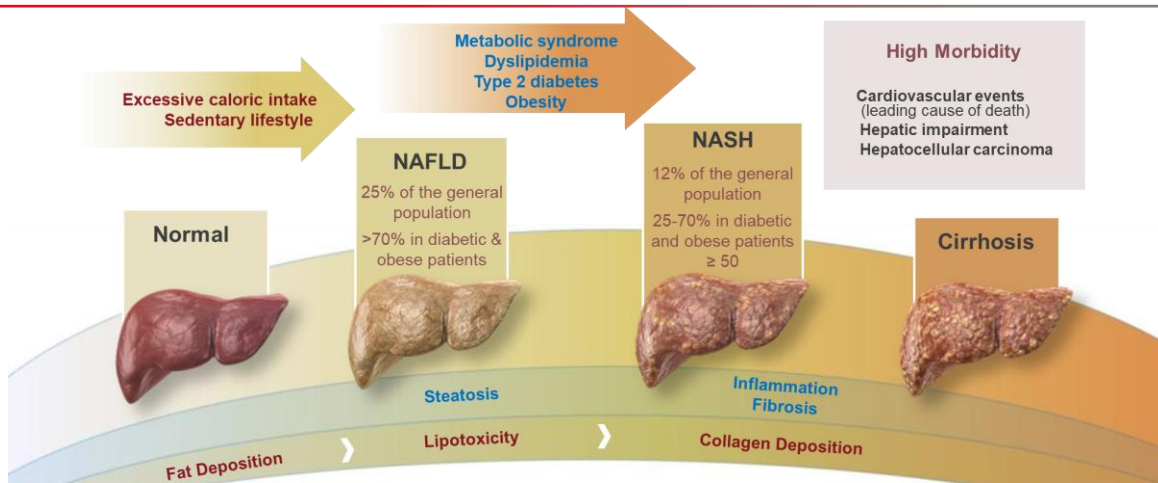 Excessive caloric intake
Sedentary lifestyle
Metabolic syndrome
Dyslipidemia
Type 2 diabetes
Obesity
High Morbidity
Cardiovascular events
(leading cause of death)
Hepatic impairment
Hepatocellular carcinoma
Normal
NAFLD
25% of the general
population
>70% in diabetic &
obese patients
NASH
12% of the general
population
25-70% in diabetic
and obese patients
≥ 50
Cirrhosis
Steatosis
Inflammation
Fibrosis
Fat Deposition
Lipotoxicity
Collagen Deposition